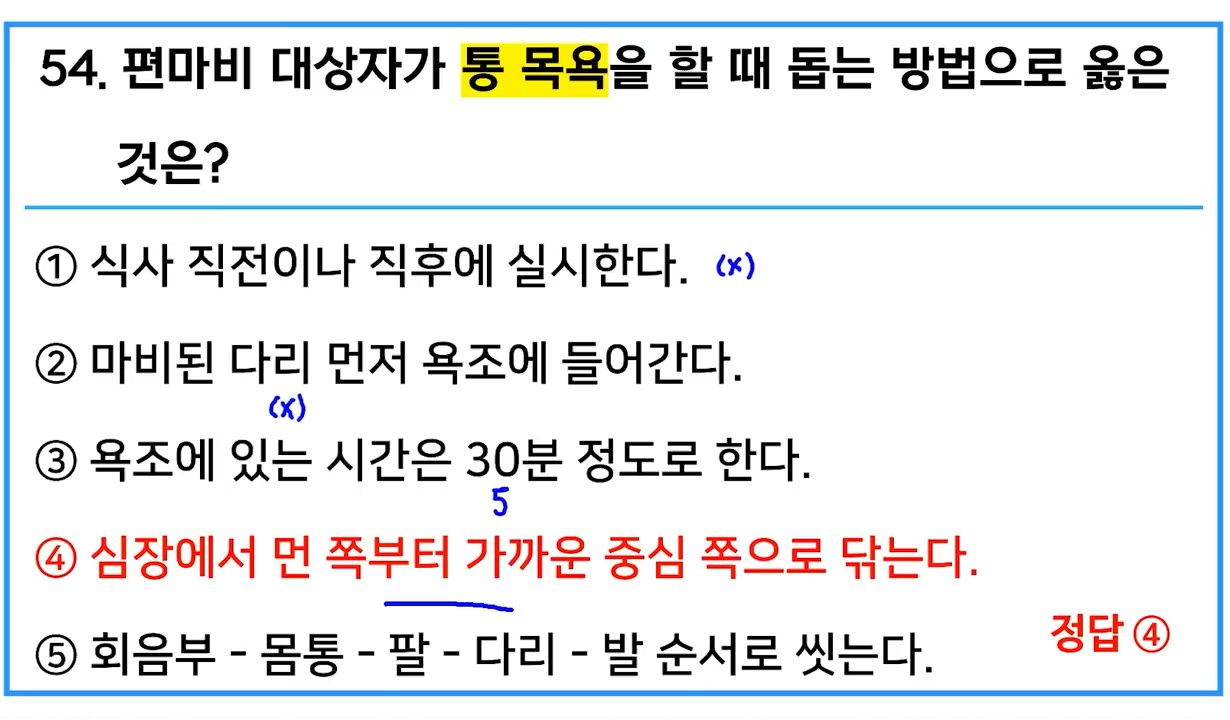 54. 편마비 대상자가 통 목욕을 할 때 돕는 방법으로 옳은
것은?
① 식사 직전이나 직후에 실시한다. (x)
② 마비된 다리 먼저 욕조에 들어간다.
(x)
③ 욕조에 있는 시간은 30분 정도로 한다.
5
④ 심장에서 먼 쪽부터 가까운 중심 쪽으로 닦는다.
정답 ④
⑤ 회음부 - 몸통 - 팔 - 다리 - 발 순서로 씻는다.